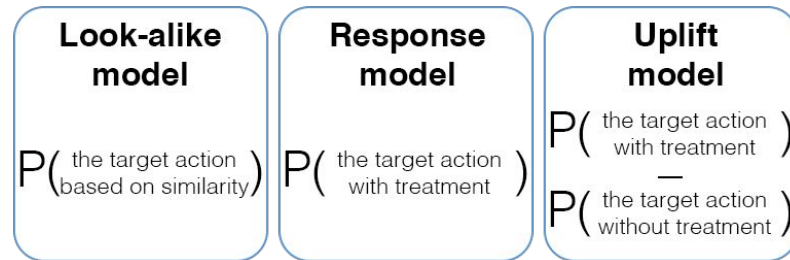 Look-alike
model
P( the target action
based on similarity )
Response
model
P( the target action
with treatment )
Uplift
model
P( the target action
with treatment )
—
P( the target action
without treatment )